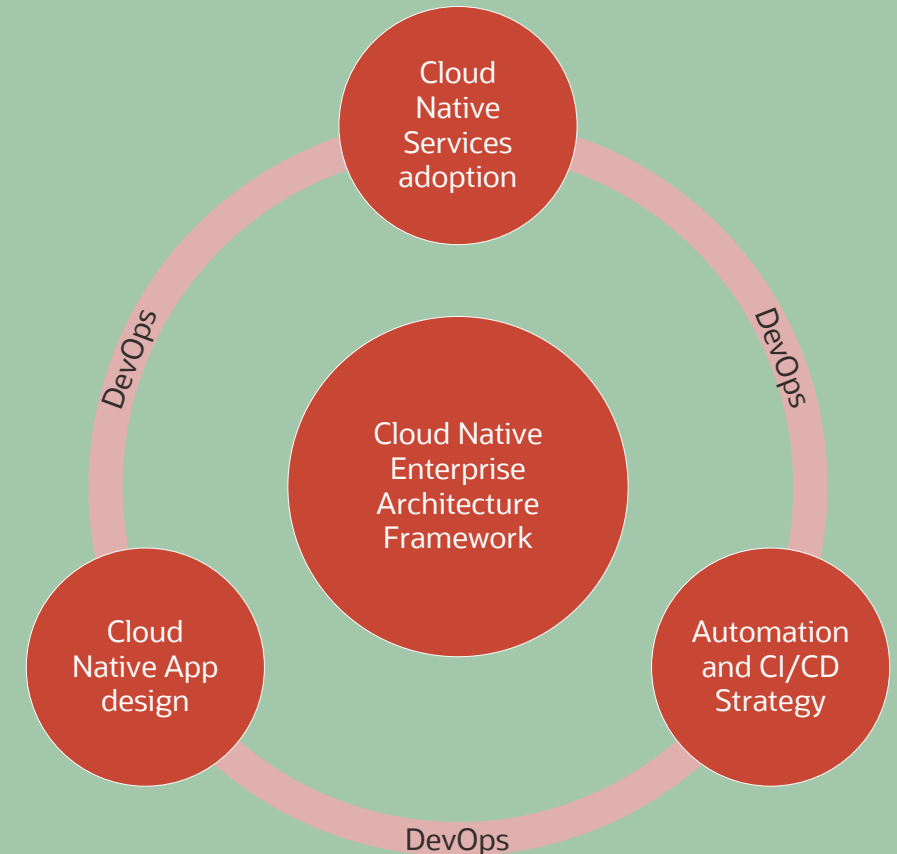 Cloud
Native
Services
adoption
DevOps
DevOps
Cloud Native
Enterprise
Architecture
Framework
Cloud
Native App
design
Automation
and CI/CD
Strategy
DevOps